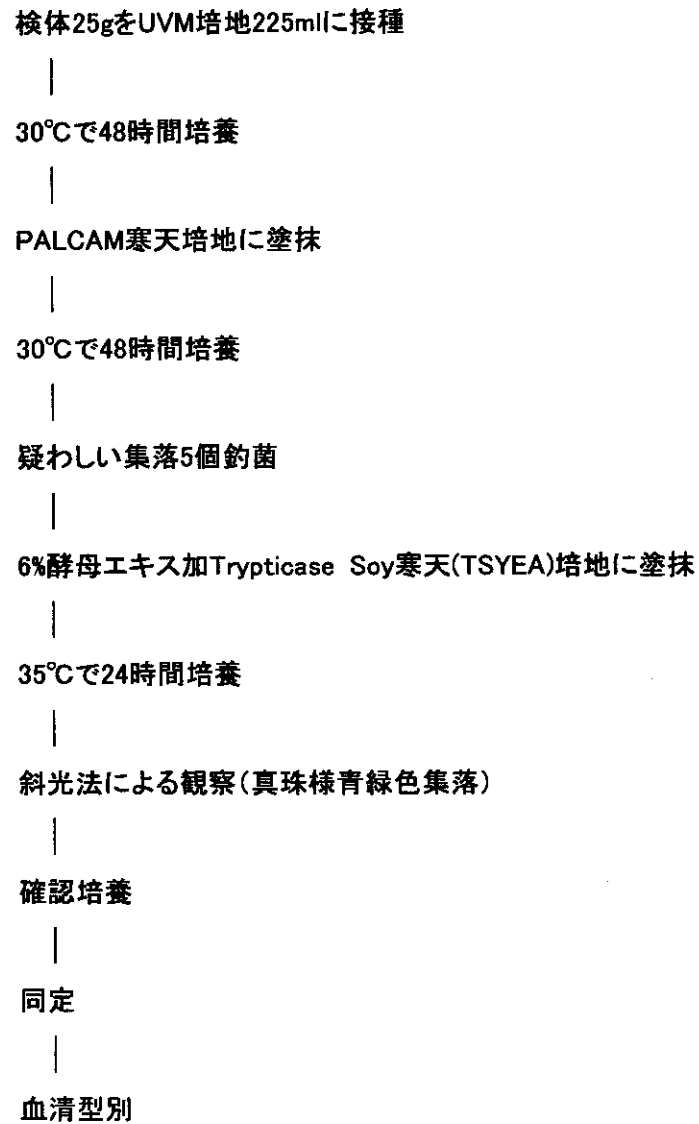 検体25gをUVM培地225mlに接種
30℃で48時間培養
PALCAM寒天培地に塗抹
30℃で48時間培養
疑わしい集落5個釣菌
6%酵母エキス加Trypticase Soy寒天(TSYEA)培地に塗抹
35℃で24時間培養
斜光法による観察(真珠様青緑色集落)
確認培養
同定
血清型別